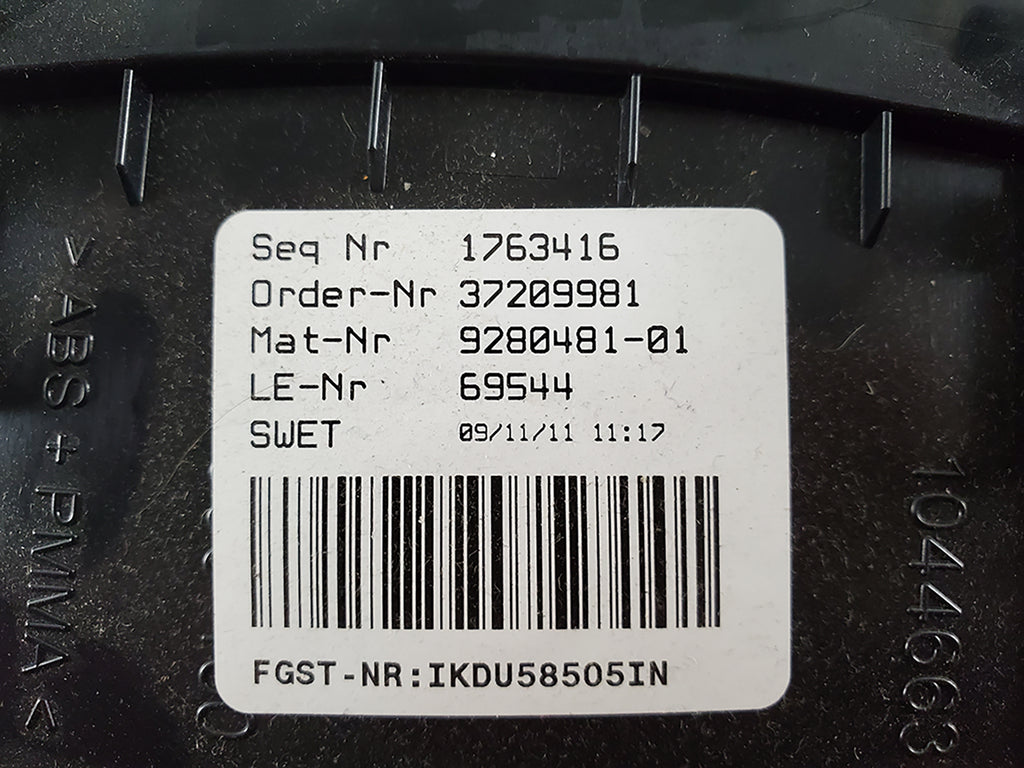 Seq Nr 1763416
Order-Nr 37209981
Mat-Nr 9280481-01
LE-Nr 69544
SWET 09/11/11 11:17
FGST-NR:IKDU58505IN
> ABS + PMMA <
10446663